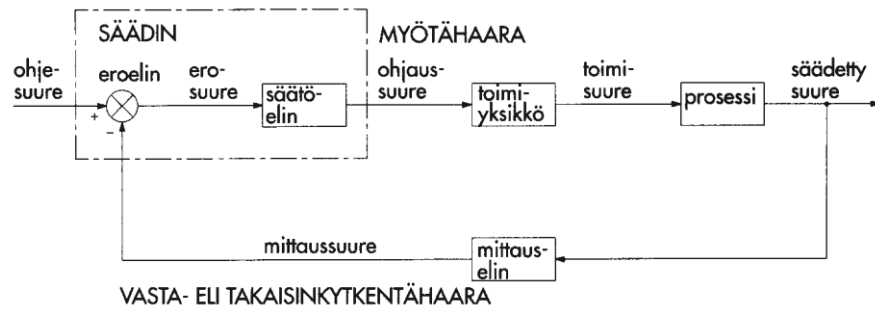 SÄÄDIN
MYÖTÄHAARA
ohje-
suure
eroelin
ero-
suure
säätö-
elin
ohjaus-
suure
toimi-
yksikkö
toimi-
suure
prosessi
säädetty
suure
+
−
mittaussuure
mittaus-
elin
VASTA- ELI TAKAISINKYTKENTÄHAARA